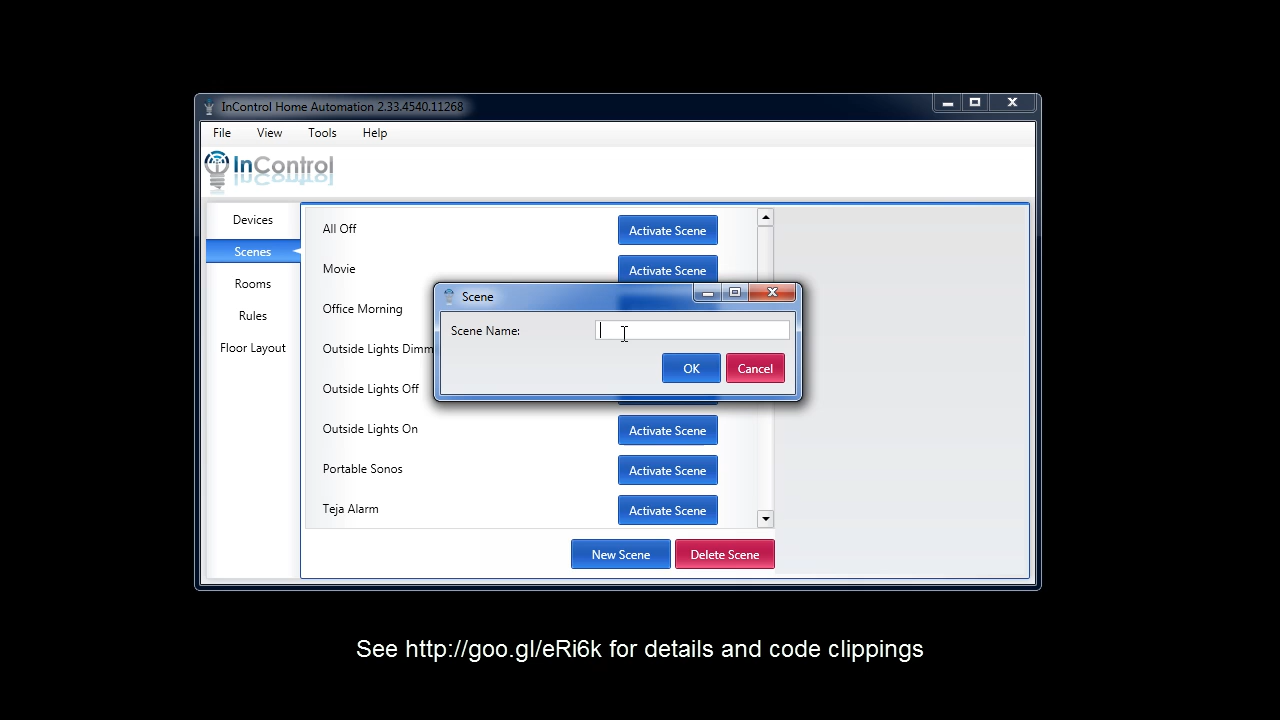 InControl Home Automation 2.33.4540.11268
File View Tools Help
InControl
Devices
Scenes
Rooms
Rules
Floor Layout
All Off Activate Scene
Movie Activate Scene
Office Morning
Outside Lights Dimm
Outside Lights Off
Outside Lights On Activate Scene
Portable Sonos Activate Scene
Teja Alarm Activate Scene
New Scene Delete Scene
Scene
Scene Name:
OK Cancel
See http://goo.gl/eRi6k for details and code clippings